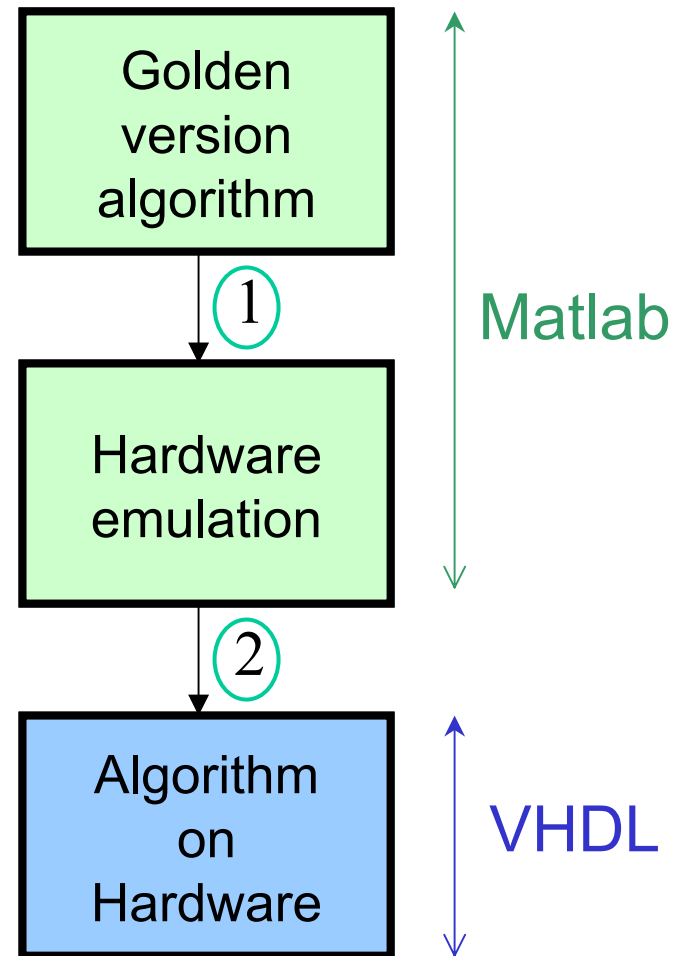 Golden
version
algorithm
1
Matlab
Hardware
emulation
2
Algorithm
on
Hardware
VHDL